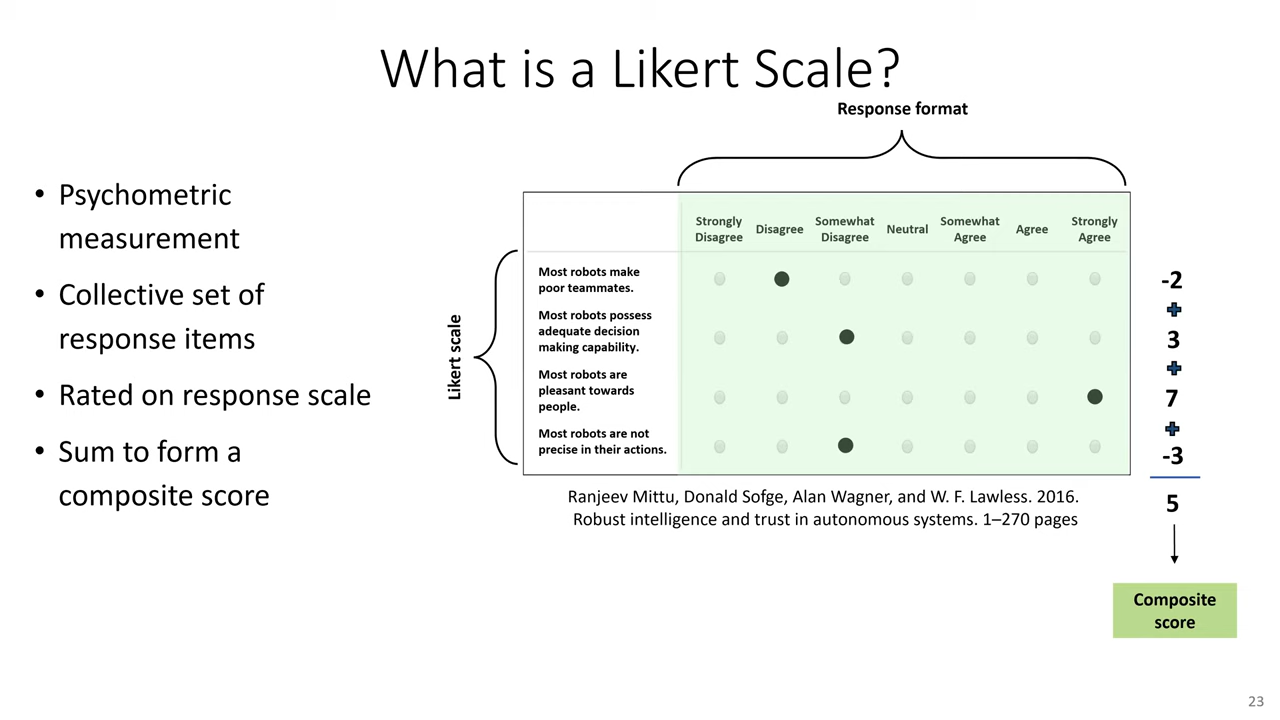 What is a Likert Scale?
• Psychometric
measurement
• Collective set of
response items
• Rated on response scale
• Sum to form a
composite score
Response format
Likert scale
Strongly Disagree
Disagree
Somewhat Disagree
Neutral
Somewhat Agree
Agree
Strongly Agree
Most robots make
poor teammates.
Most robots possess
adequate decision
making capability.
Most robots are
pleasant towards
people.
Most robots are not
precise in their actions.
-2
+
3
+
7
+
-3
5
Composite
score
Ranjeev Mittu, Donald Sofge, Alan Wagner, and W. F. Lawless. 2016.
Robust intelligence and trust in autonomous systems. 1–270 pages
23